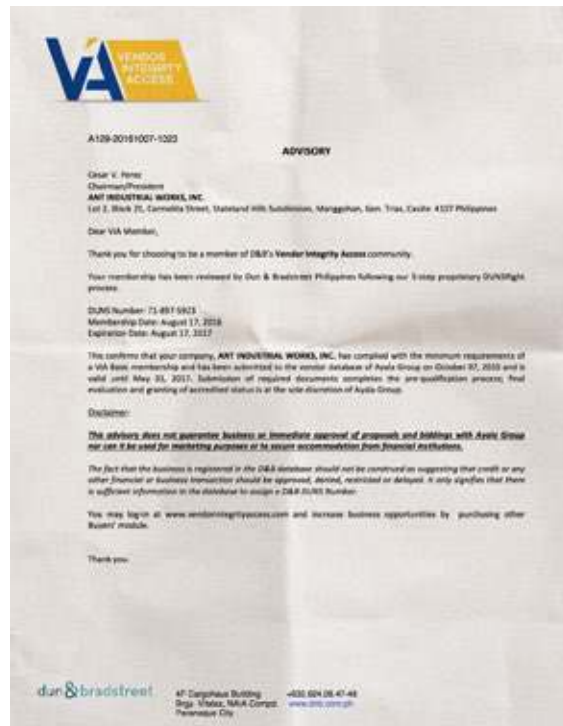 VIA VENDOR
INTEGRITY
ACCESS
A129-20161007-1023
ADVISORY
Cesar V. Perez
Chairman/President
ANT INDUSTRIAL WORKS, INC.
Lot 2, Block 21, Carmelita Street, Stateland Hills Subdivision, Manggahan, Gen. Trias, Cavite 4107 Philippines
Dear VIA Member,
Thank you for choosing to be a member of D&B's Vendor Integrity Access community.
Your membership has been reviewed by Dun & Bradstreet Philippines following our 3-step proprietary DUNSRight
process.
DUNS Number: 71-897-5923
Membership Date: August 17, 2016
Expiration Date: August 17, 2017
This confirms that your company, ANT INDUSTRIAL WORKS, INC. has complied with the minimum requirements of
a VIA Basic membership and has been submitted to the vendor database of Ayala Group on October 07, and is
valid until May 31, 2017. Submission of required documents completes the pre-qualification process; final
evaluation and granting of accredited status is at the sole discretion of Ayala Group.
Disclaimer:
This advisory does not guarantee business or immediate approval of proposals and biddings with Ayala Group
nor can it be used for marketing purposes or to secure accommodation from financial institutions.
The fact that the business is registered in the D&B database should not be construed as suggesting that credit or any
other financial or business transaction should be approved, denied, restricted or delayed. It only signifies that there
is sufficient information in the database to assign a D&B DUNS Number.
You may log-in at www.vendorintegrityaccess.com and increase business opportunities by purchasing other
Buyers' module.
Thank you.
dun & bradstreet
4F Cargohaus Building
Brgy. Vitalez, NAIA Compd.
Paranaque City
+632.624.06.47-48
www.dnb.com.ph